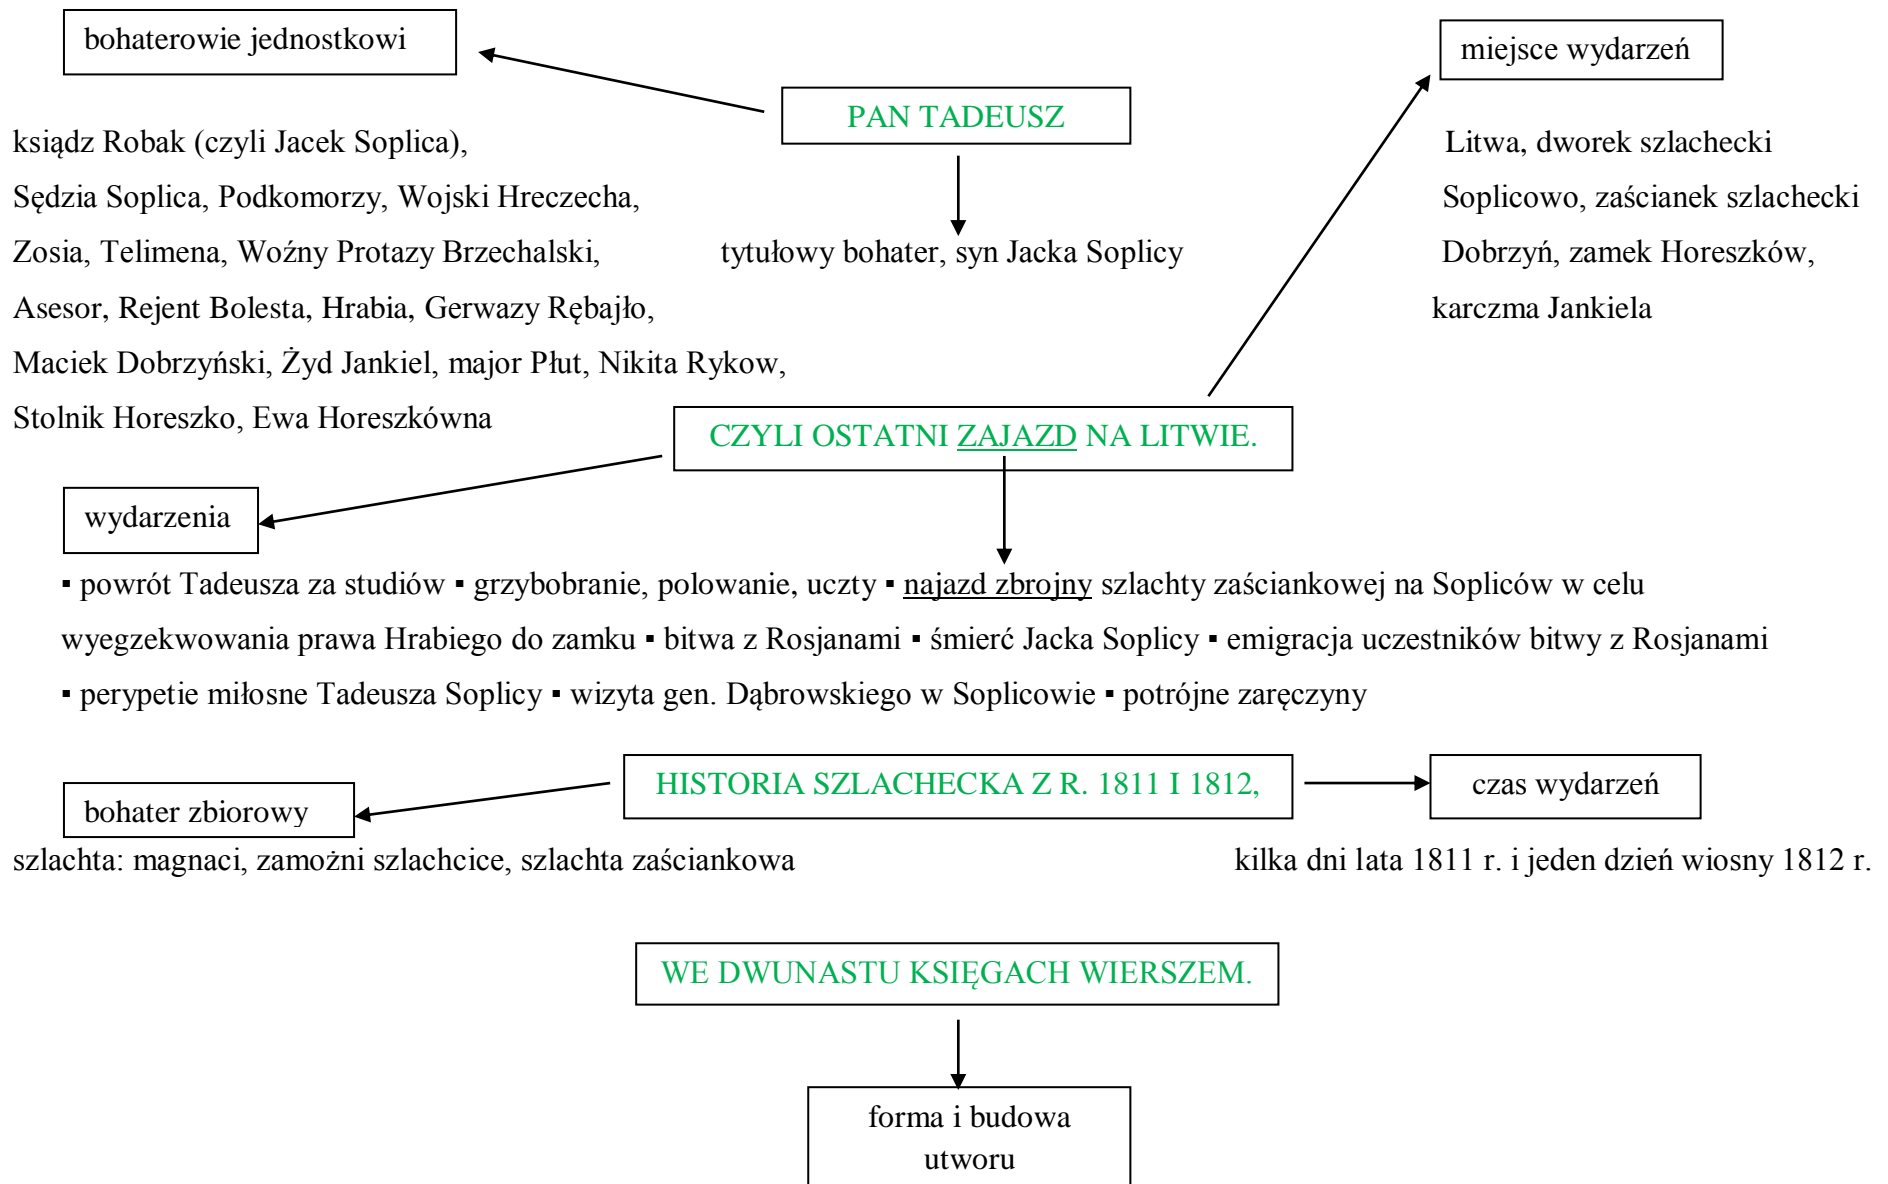 bohaterowie jednostkowi
miejsce wydarzeń
PAN TADEUSZ
ksiądz Robak (czyli Jacek Soplica),
Sędzia Soplica, Podkomorzy, Wojski Hreczecha,
Zosia, Telimena, Woźny Protazy Brzechalski,
Asesor, Rejent Bolesta, Hrabia, Gerwazy Rębajło,
Maciek Dobrzyński, Żyd Jankiel, major Płut, Nikita Rykow,
Stolnik Horeszko, Ewa Horeszkówna
tytułowy bohater, syn Jacka Soplicy
Litwa, dworek szlachecki
Soplicowo, zaścianek szlachecki
Dobrzyń, zamek Horeszków,
karczma Jankiela
CZYLI OSTATNI ZAJAZD NA LITWIE.
wydarzenia
▪ powrót Tadeusza za studiów ▪ grzybobranie, polowanie, uczty ▪ najazd zbrojny szlachty zaściankowej na Sopliców w celu
wyegzekwowania prawa Hrabiego do zamku ▪ bitwa z Rosjanami ▪ śmierć Jacka Soplicy ▪ emigracja uczestników bitwy z Rosjanami
▪ perypetie miłosne Tadeusza Soplicy ▪ wizyta gen. Dąbrowskiego w Soplicowie ▪ potrójne zaręczyny
HISTORIA SZLACHECKA Z R. 1811 I 1812,
czas wydarzeń
bohater zbiorowy
szlachta: magnaci, zamożni szlachcice, szlachta zaściankowa
kilka dni lata 1811 r. i jeden dzień wiosny 1812 r.
WE DWUNASTU KSIĘGACH WIERSZEM.
forma i budowa
utworu